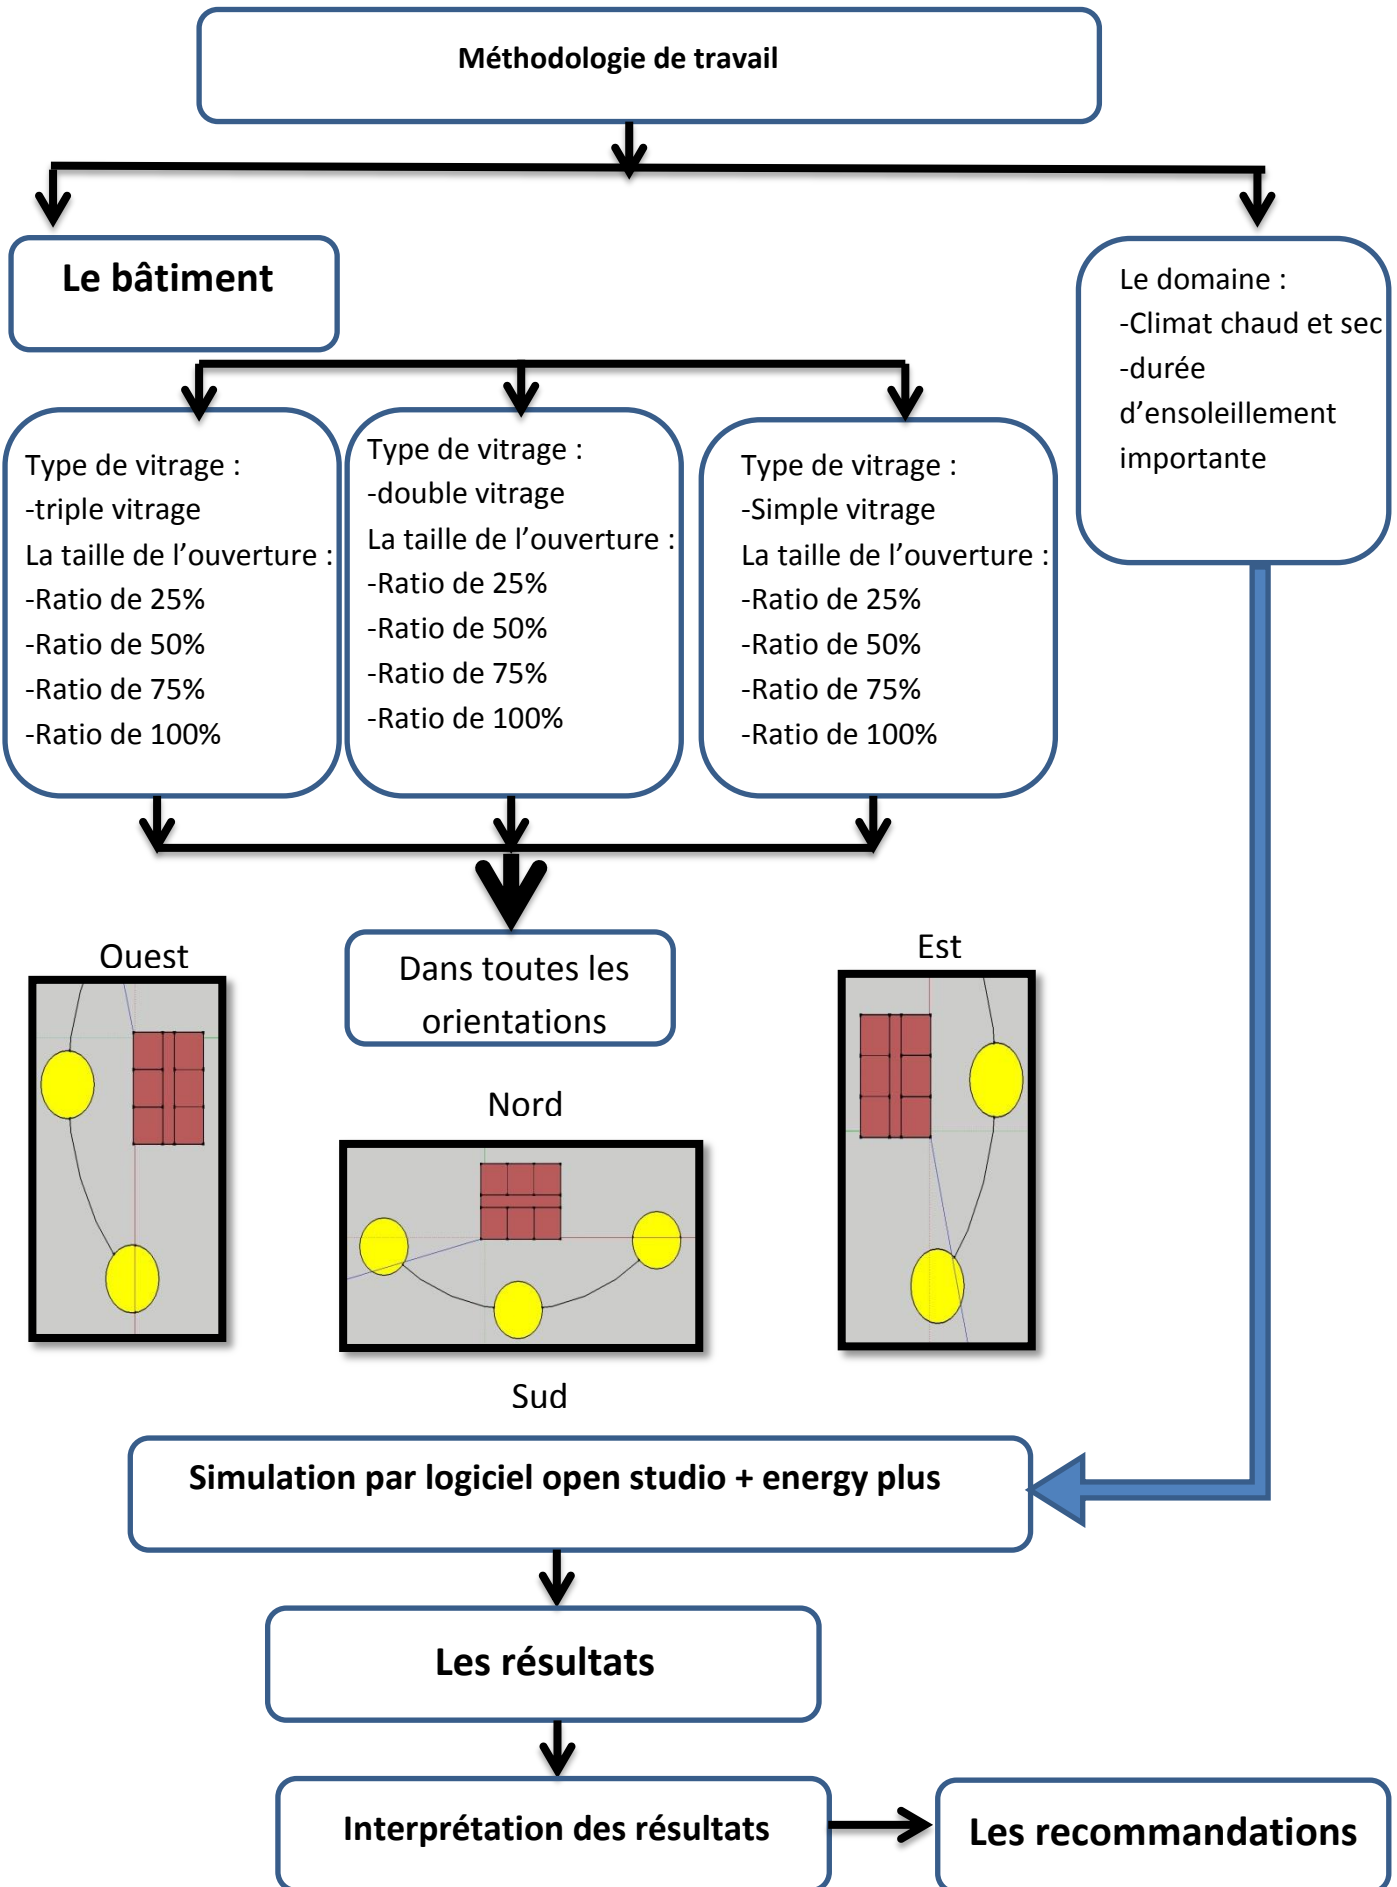 Méthodologie de travail
Le bâtiment
Le domaine :
-Climat chaud et sec
-durée
d’ensoleillement
importante
Type de vitrage :
-triple vitrage
La taille de l’ouverture :
-Ratio de 25%
-Ratio de 50%
-Ratio de 75%
-Ratio de 100%
Type de vitrage :
-double vitrage
La taille de l’ouverture :
-Ratio de 25%
-Ratio de 50%
-Ratio de 75%
-Ratio de 100%
Type de vitrage :
-Simple vitrage
La taille de l’ouverture :
-Ratio de 25%
-Ratio de 50%
-Ratio de 75%
-Ratio de 100%
Ouest
Dans toutes les
orientations
Est
Nord
Sud
Simulation par logiciel open studio + energy plus
Les résultats
Interprétation des résultats
Les recommandations